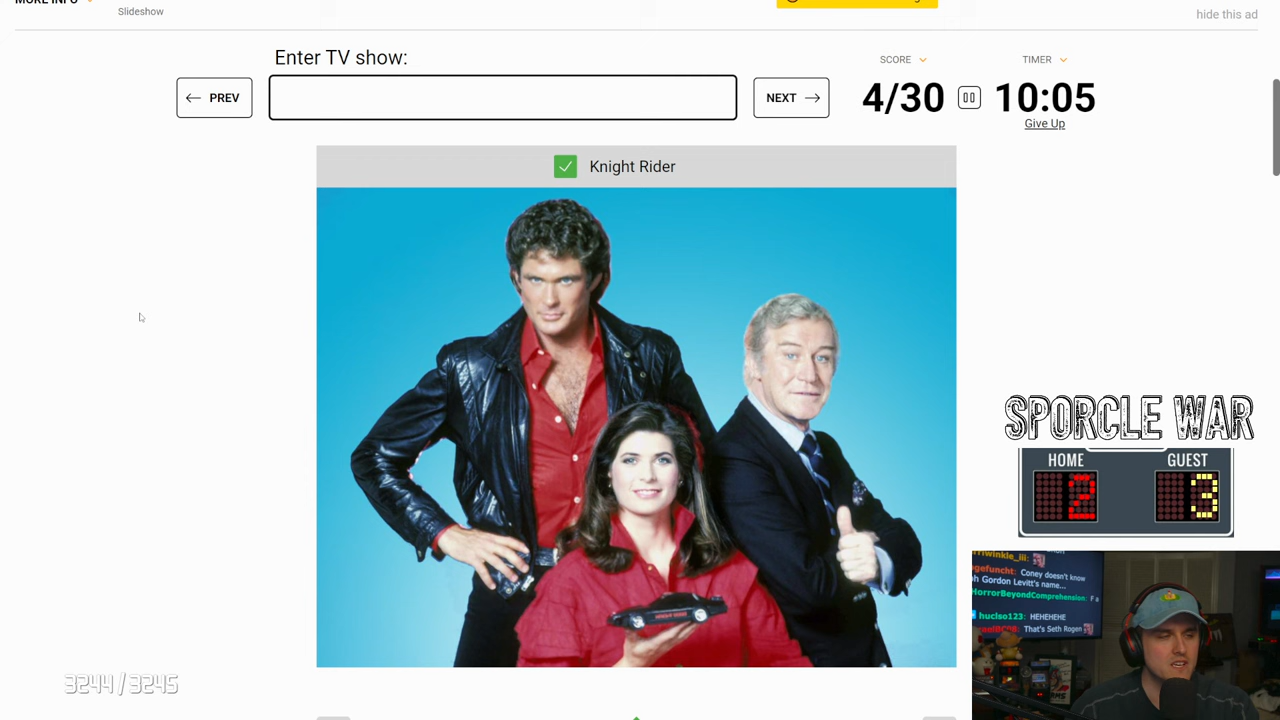 Slideshow
hide this ad
Enter TV show:
PREV
NEXT
SCORE
4/30
TIMER
10:05
Give Up
Knight Rider
SPORCLE WAR
HOME
GUEST
2
3
Coney doesn't know
Gordon Levitt's name...
HorrorBeyondComprehension: F a
huclso123: HEHEHEHE
That's Seth Rogen
3244/3245